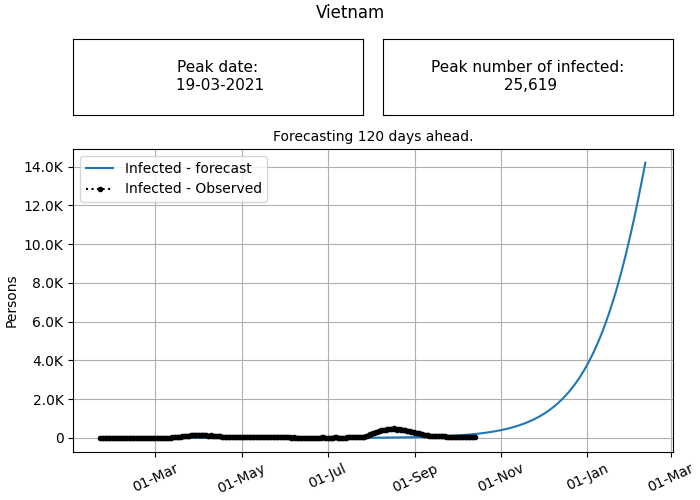 Vietnam
Peak date:
19-03-2021
Peak number of infected:
25,619
Forecasting 120 days ahead.
Infected - forecast
Infected - Observed
14.0K
12.0K
10.0K
8.0K
6.0K
4.0K
2.0K
0
Persons
01-Mar
01-May
01-Jul
01-Sep
01-Nov
01-Jan
01-Mar